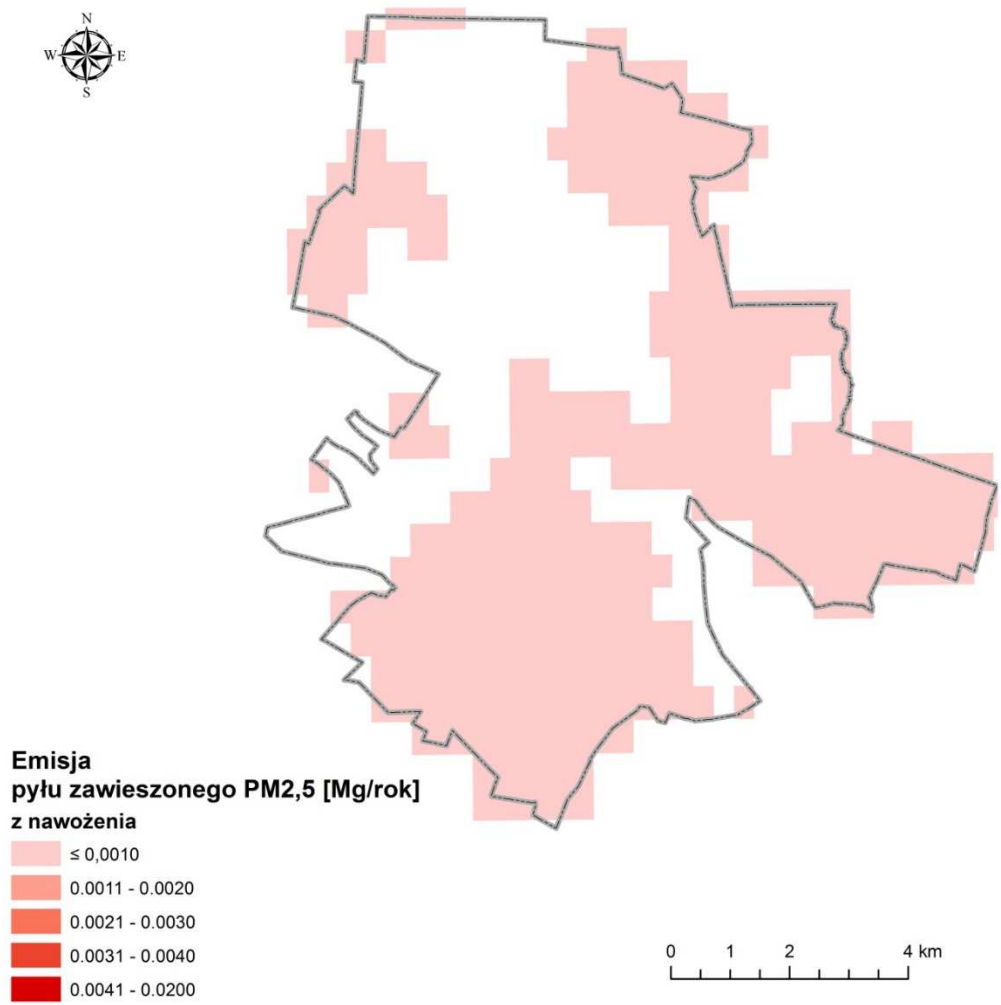 N
W E
S
Emisja
pyłu zawieszonego PM2,5 [Mg/rok]
z nawożenia
≤ 0,0010
0.0011 - 0.0020
0.0021 - 0.0030
0.0031 - 0.0040
0.0041 - 0.0200
0 1 2 4 km